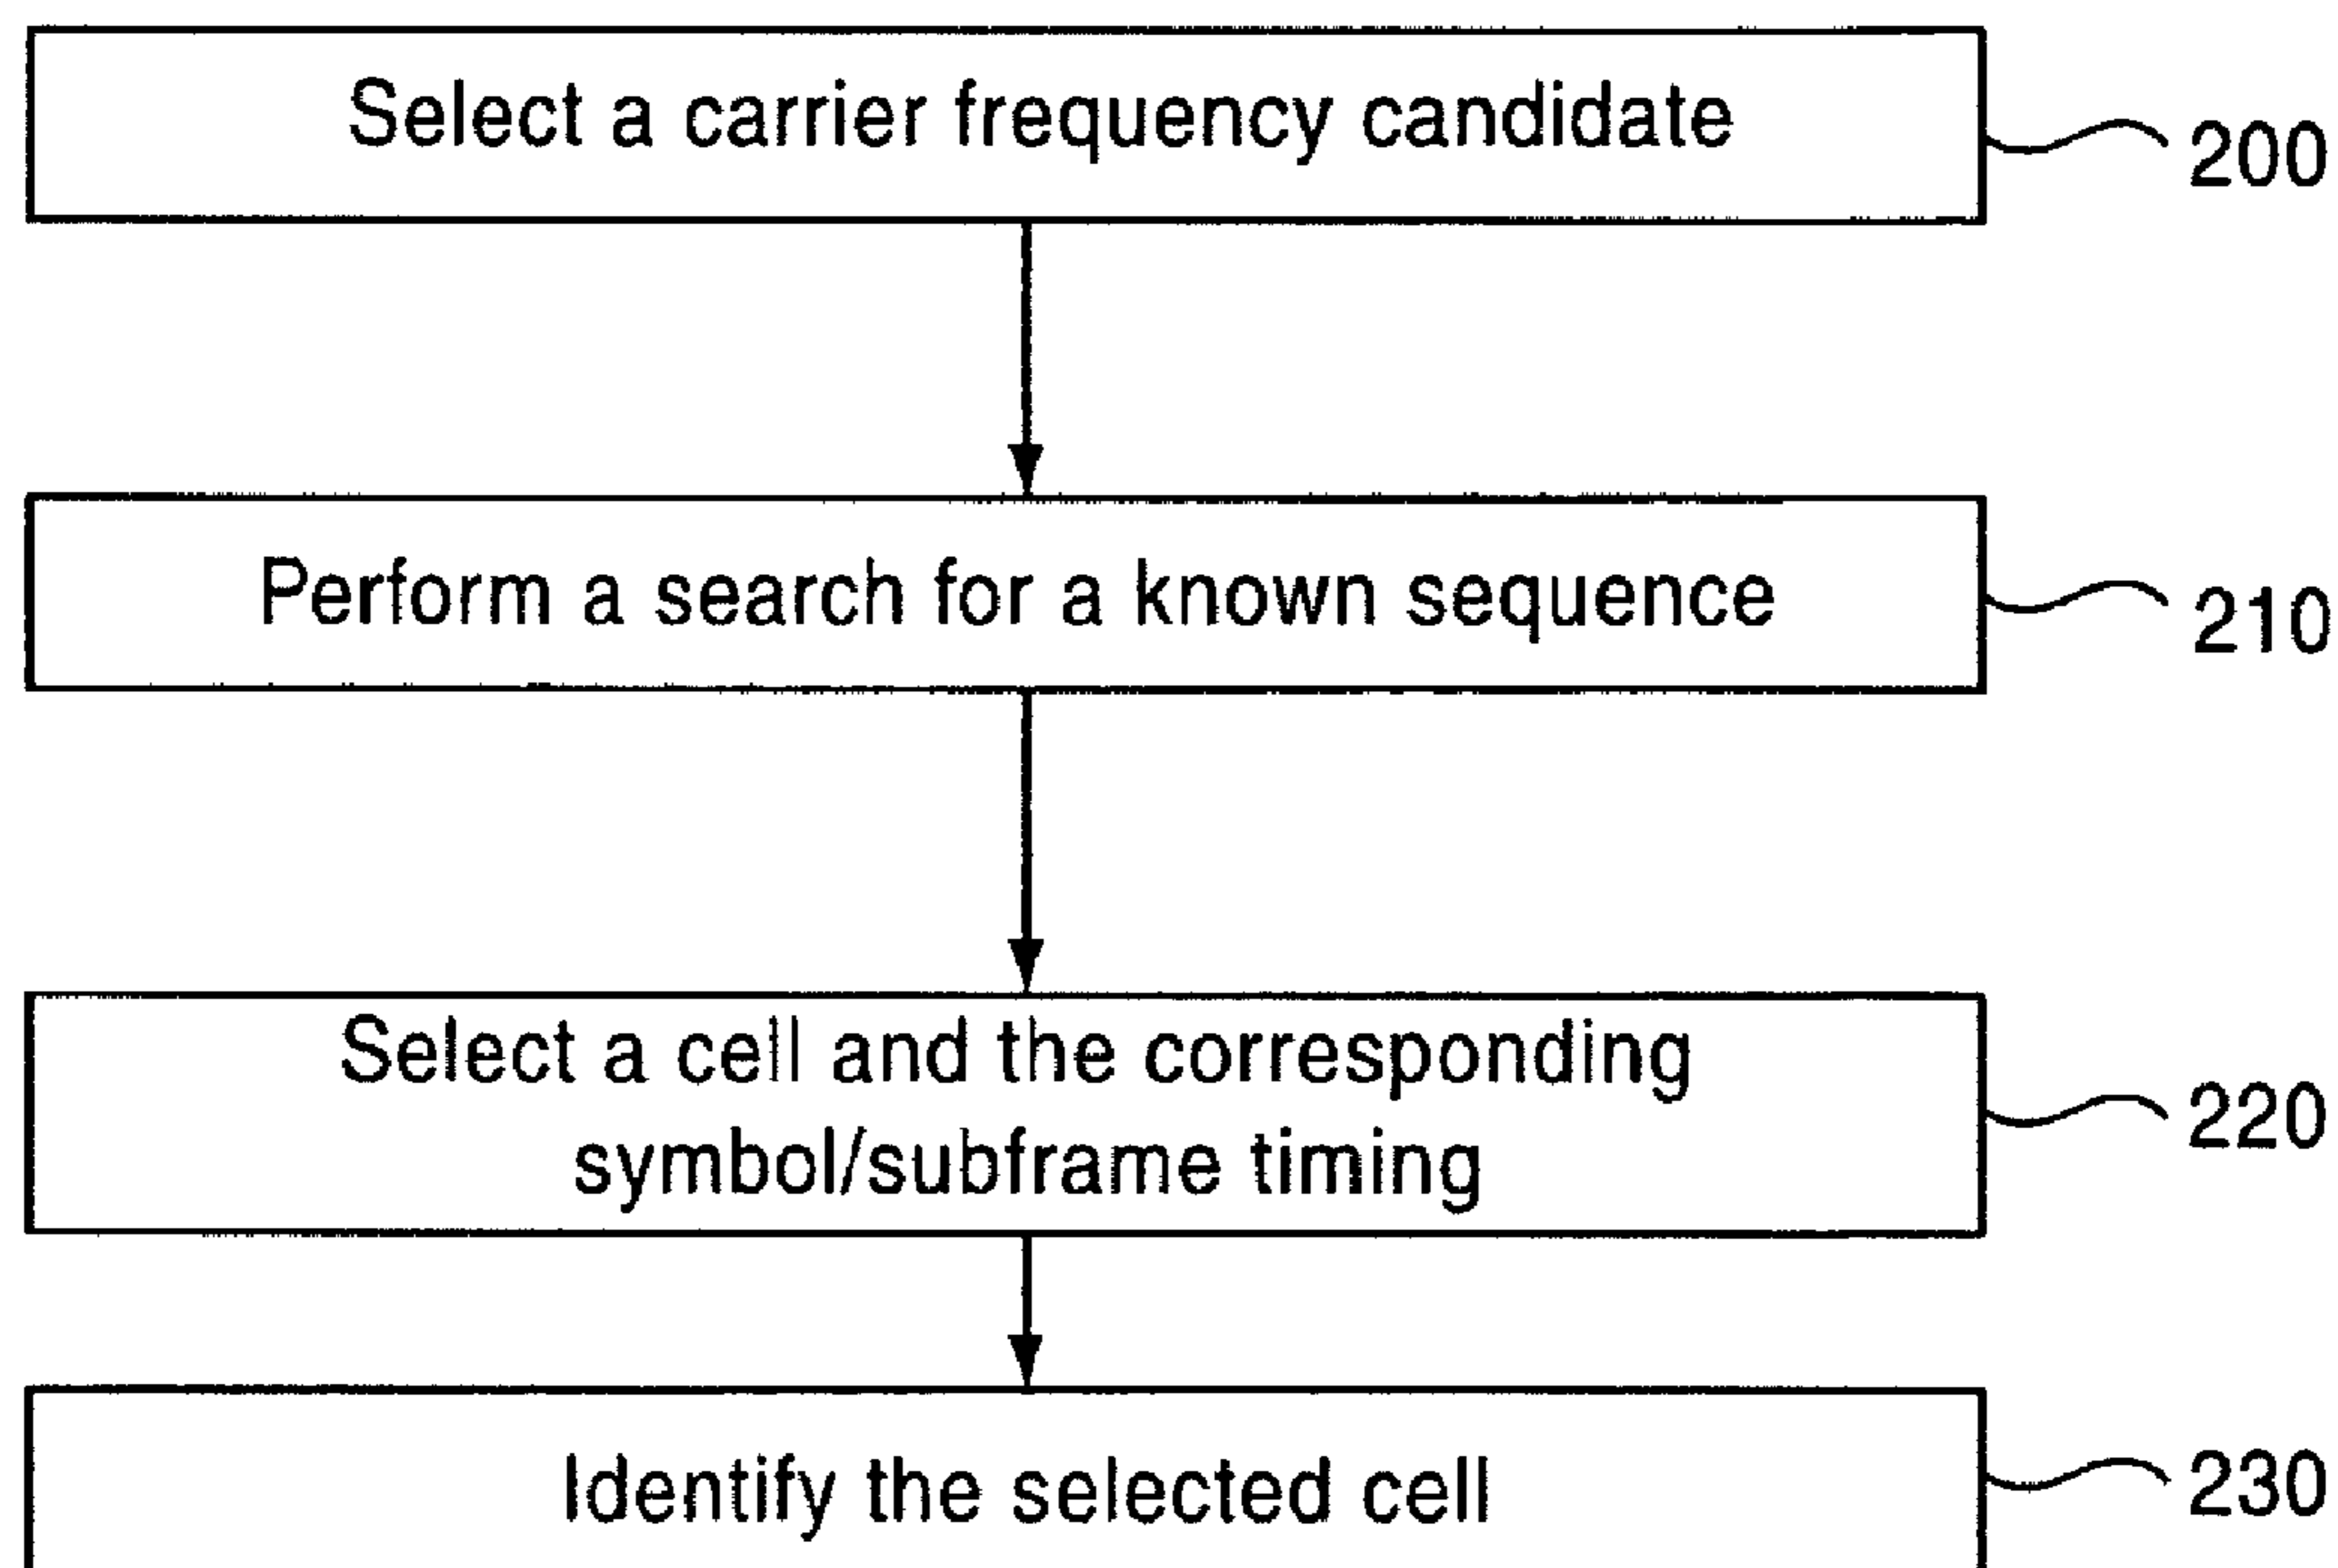 Select a carrier frequency candidate
200
Perform a search for a known sequence
210
Select a cell and the corresponding
symbol/subframe timing
220
Identify the selected cell
230